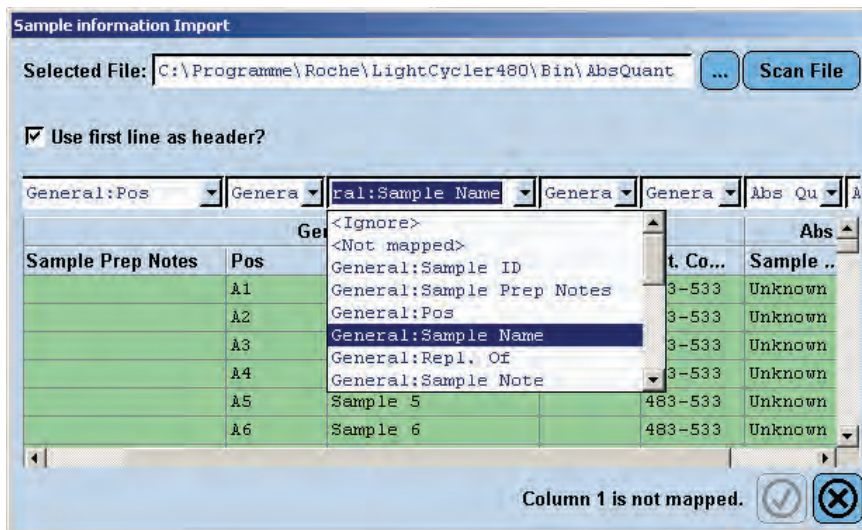 Sample information Import
Selected File: C:\Programme\Roche\LightCycler480\Bin\AbsQuant ... Scan File
Use first line as header?
General:Pos Genera ral:Sample Name Genera Genera Abs Qu A
Ge Abs
Sample Prep Notes Pos t. Co... Sample ..
<Ignore>
<Not mapped>
General:Sample ID
General:Sample Prep Notes
General:Pos
General:Sample Name
General:Repl. Of
General:Sample Note
A1 3-533 Unknown
A2 3-533 Unknown
A3 3-533 Unknown
A4 3-533 Unknown
A5 Sample 5 483-533 Unknown
A6 Sample 6 483-533 Unknown
Column 1 is not mapped.